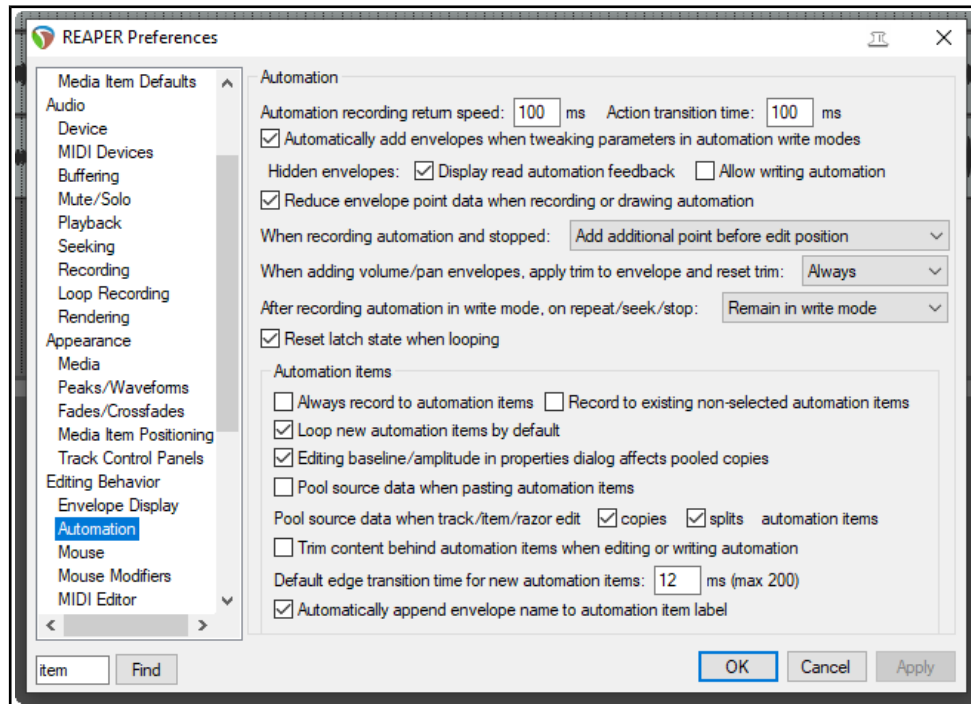 REAPER Preferences
Media Item Defaults
Audio
Device
MIDI Devices
Buffering
Mute/Solo
Playback
Seeking
Recording
Loop Recording
Rendering
Appearance
Media
Peaks/Waveforms
Fades/Crossfades
Media Item Positioning
Track Control Panels
Editing Behavior
Envelope Display
Automation
Mouse
Mouse Modifiers
MIDI Editor
item Find
Automation
Automation recording return speed: 100 ms Action transition time: 100 ms
Automatically add envelopes when tweaking parameters in automation write modes
Hidden envelopes: Display read automation feedback Allow writing automation
Reduce envelope point data when recording or drawing automation
When recording automation and stopped: Add additional point before edit position
When adding volume/pan envelopes, apply trim to envelope and reset trim: Always
After recording automation in write mode, on repeat/seek/stop: Remain in write mode
Reset latch state when looping
Automation items
Always record to automation items Record to existing non-selected automation items
Loop new automation items by default
Editing baseline/amplitude in properties dialog affects pooled copies
Pool source data when pasting automation items
Pool source data when track/item/razor edit copies splits automation items
Trim content behind automation items when editing or writing automation
Default edge transition time for new automation items: 12 ms (max 200)
Automatically append envelope name to automation item label
OK Cancel Apply